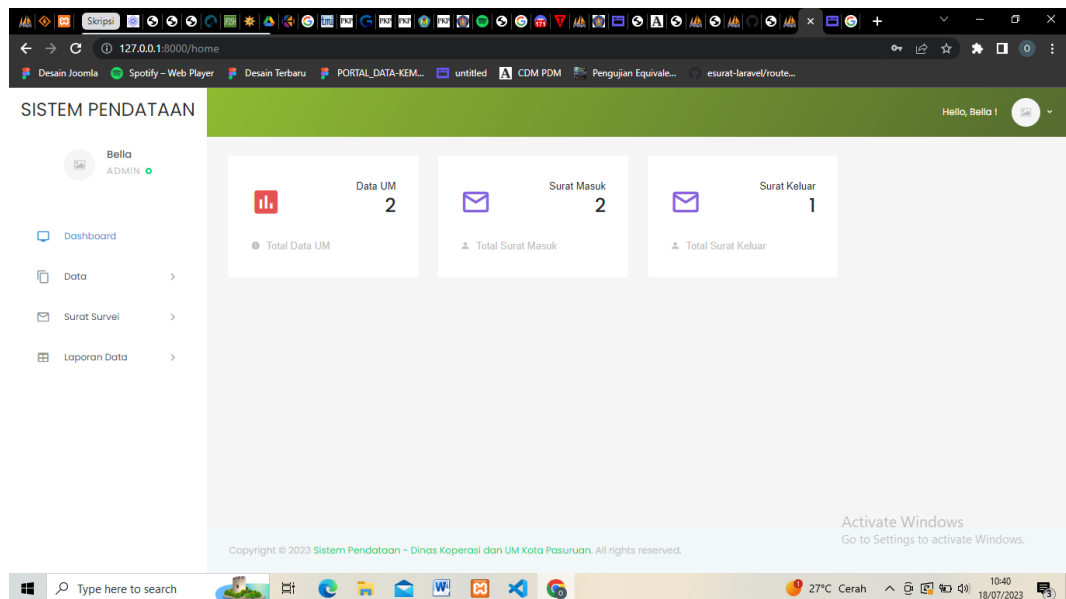 Skripsi
PKP
PKP
PKP
PKP
127.0.0.1:8000/home
Desain Joomla
Spotify – Web Player
Desain Terbaru
PORTAL_DATA-KEM...
untitled
CDM PDM
Pengujian Equivale...
esurat-laravel/route...
SISTEM PENDATAAN
Hello, Bella !
Bella
ADMIN
Dashboard
Data
Surat Survei
Laporan Data
Data UM
2
Total Data UM
Surat Masuk
2
Total Surat Masuk
Surat Keluar
1
Total Surat Keluar
Activate Windows
Go to Settings to activate Windows.
Copyright © 2023 Sistem Pendataan - Dinas Koperasi dan UM Kota Pasuruan. All rights reserved.
Type here to search
27°C Cerah
10:40
18/07/2023